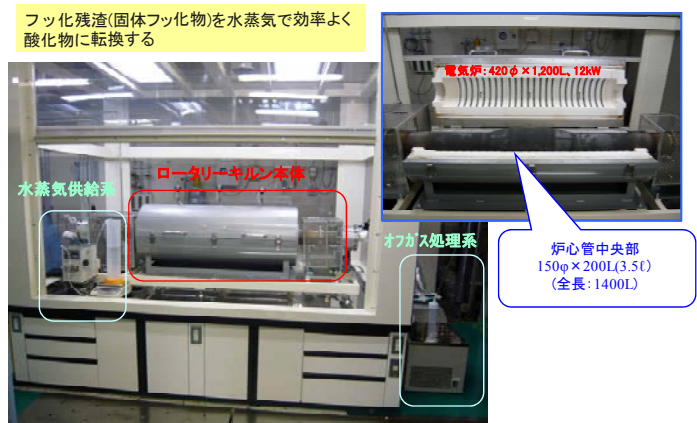 フッ化残渣(固体フッ化物)を水蒸気で効率よく
酸化物に転換する
電気炉：420φ×1,200L、12kW
ロータリーキルン本体
水蒸気供給系
オフガス処理系
炉心管中央部
150φ×200L(3.5ℓ)
(全長：1400L)